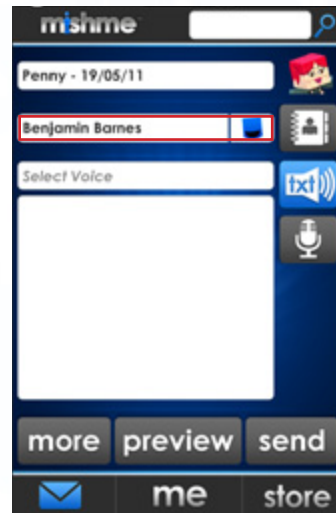 mishme
Penny - 19/05/11
Benjamin Barnes
Select Voice
txt
more preview send
me store